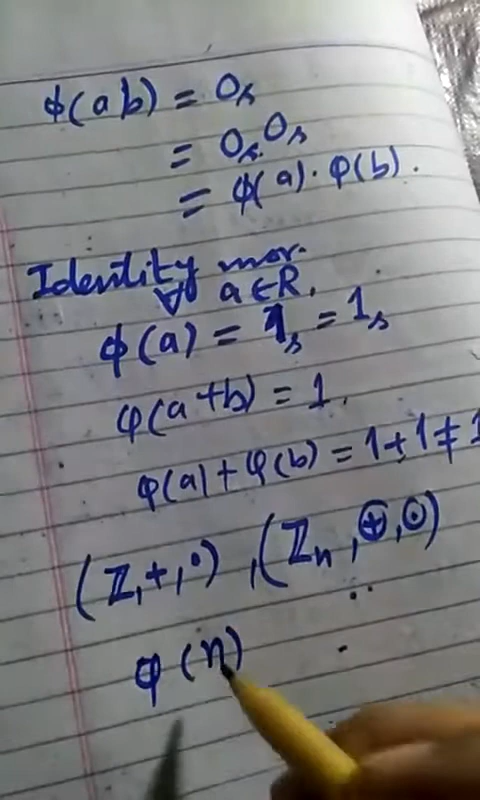 ϕ(ab) = 0ₛ
= 0ₛ.0ₛ
= φ(a)·φ(b).
Identity mor.
∀ a∈R.
ϕ(a) = 1ₛ = 1ₛ
φ(a+b) = 1.
φ(a)+φ(b) = 1+1≠1
(ℤ,+,·),(ℤₙ,⊕,⊙)
φ(n)